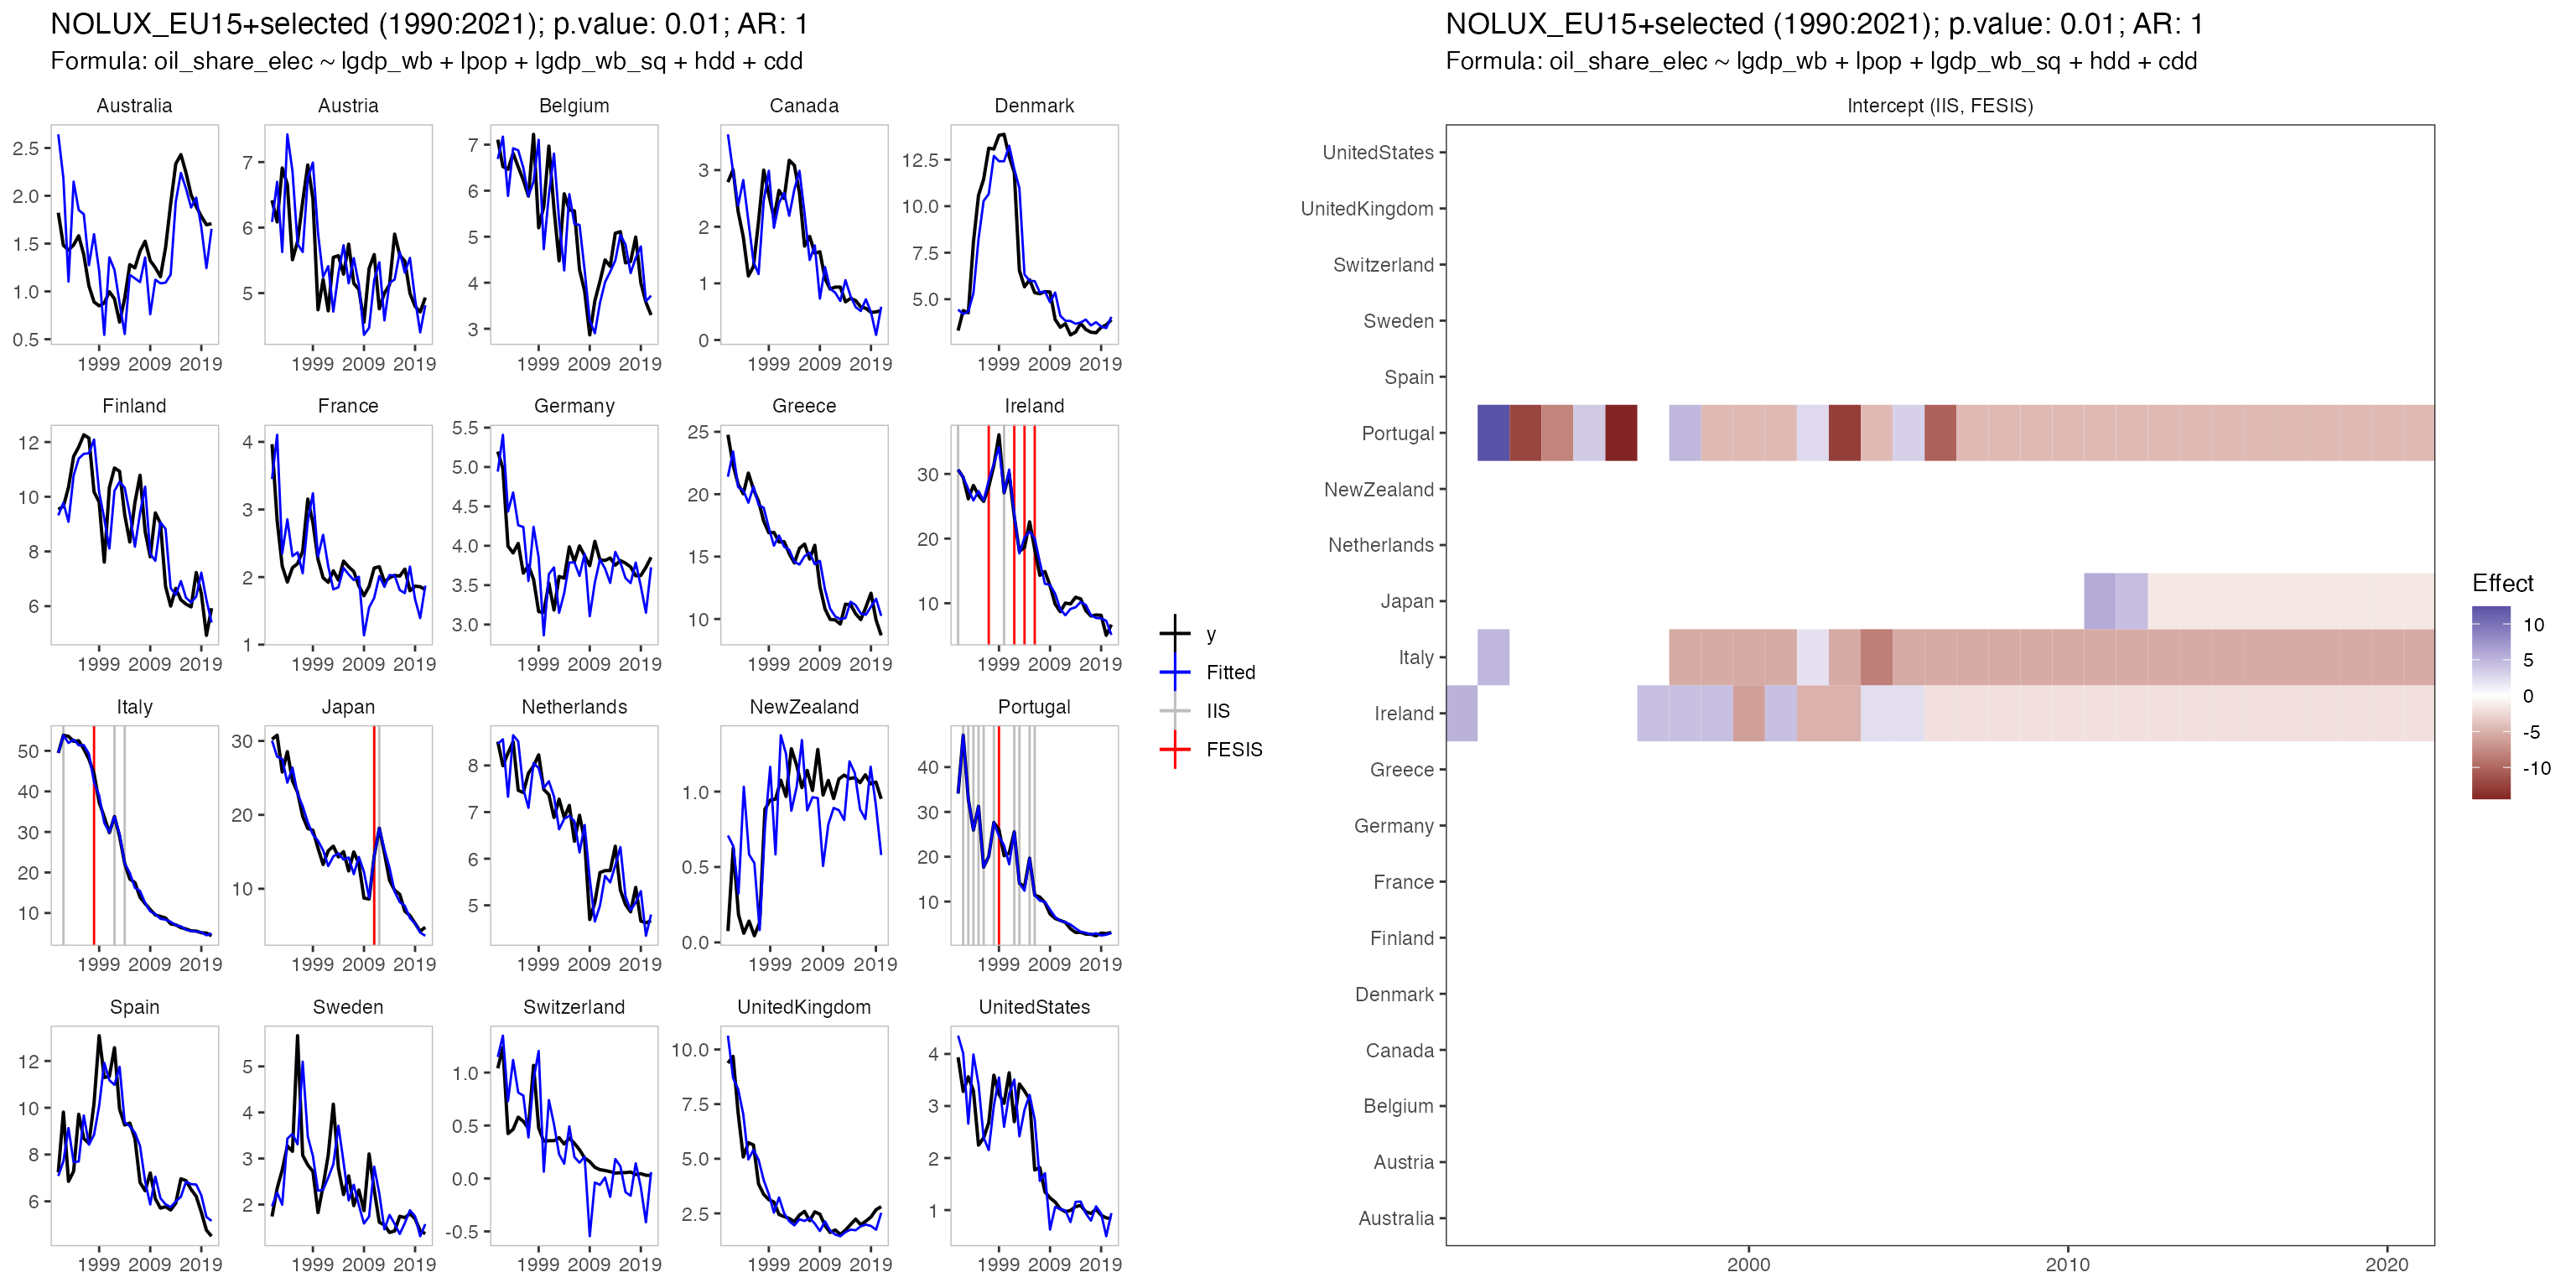 NOLUX_EU15+selected (1990:2021); p.value: 0.01; AR: 1
Formula: oil_share_elec ~ lgdp_wb + lpop + lgdp_wb_sq + hdd + cdd
Australia Austria Belgium Canada Denmark
2.5 2.0 1.5 1.0 0.5
7 6 5
7 6 5 4 3
3 2 1 0
12.5 10.0 7.5 5.0
1999 2009 2019 1999 2009 2019 1999 2009 2019 1999 2009 2019 1999 2009 2019
Finland France Germany Greece Ireland
12 10 8 6
4 3 2 1
5.5 5.0 4.5 4.0 3.5 3.0
25 20 15 10
30 20 10
1999 2009 2019 1999 2009 2019 1999 2009 2019 1999 2009 2019 1999 2009 2019
Italy Japan Netherlands NewZealand Portugal
50 40 30 20 10
30 20 10
8 7 6 5
1.0 0.5 0.0
40 30 20 10
1999 2009 2019 1999 2009 2019 1999 2009 2019 1999 2009 2019 1999 2009 2019
Spain Sweden Switzerland UnitedKingdom UnitedStates
12 10 8 6
5 4 3 2
1.0 0.5 0.0 -0.5
10.0 7.5 5.0 2.5
4 3 2 1
1999 2009 2019 1999 2009 2019 1999 2009 2019 1999 2009 2019 1999 2009 2019
y
Fitted
IIS
FESIS
NOLUX_EU15+selected (1990:2021); p.value: 0.01; AR: 1
Formula: oil_share_elec ~ lgdp_wb + lpop + lgdp_wb_sq + hdd + cdd
Intercept (IIS, FESIS)
UnitedStates
UnitedKingdom
Switzerland
Sweden
Spain
Portugal
NewZealand
Netherlands
Japan
Italy
Ireland
Greece
Germany
France
Finland
Denmark
Canada
Belgium
Austria
Australia
2000 2010 2020
Effect
10
5
0
-5
-10